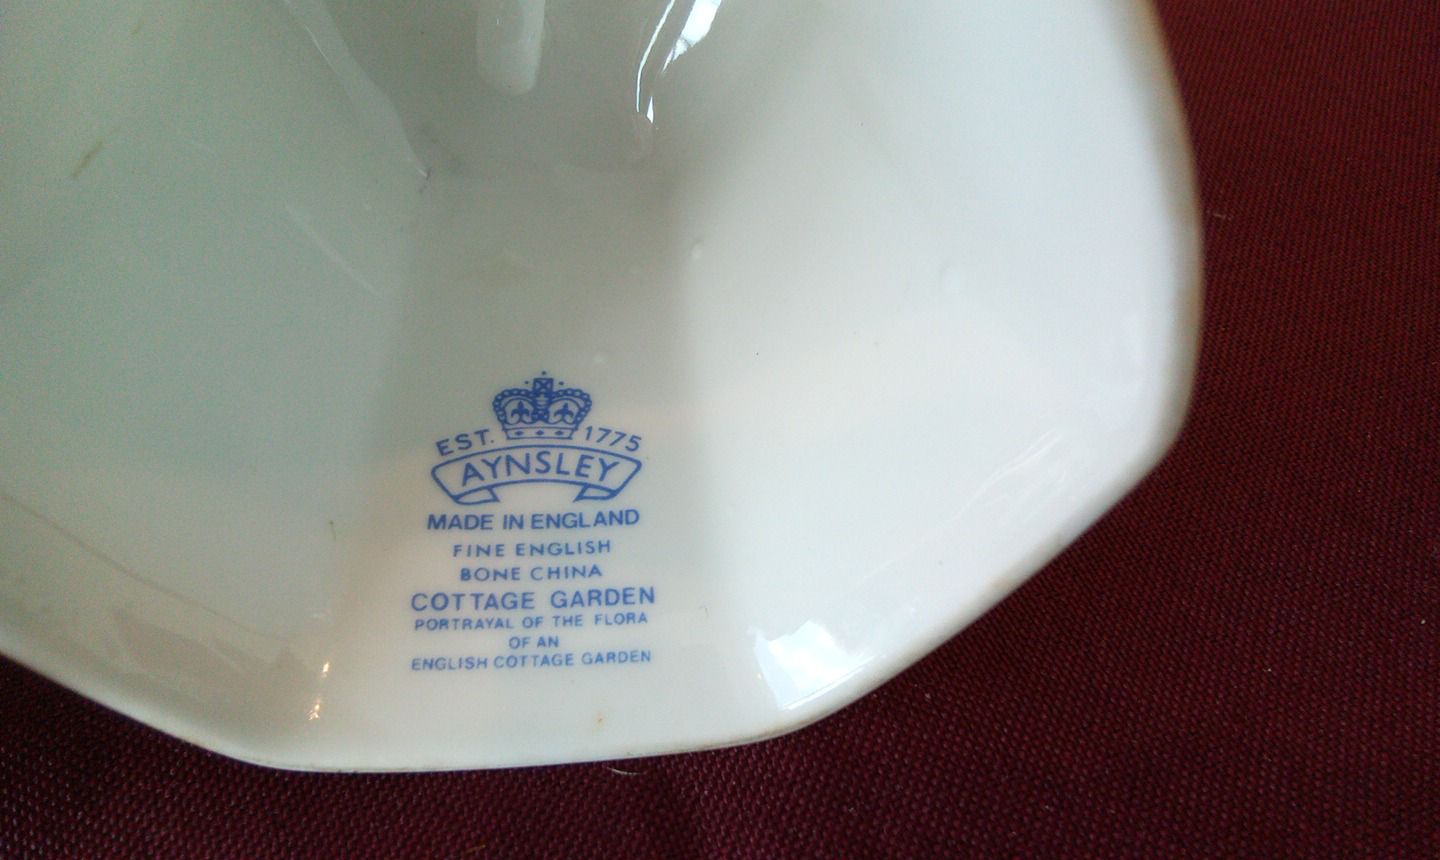 EST. 1775
AYNSLEY
MADE IN ENGLAND
FINE ENGLISH
BONE CHINA
COTTAGE GARDEN
PORTRAYAL OF THE FLORA
OF AN
ENGLISH COTTAGE GARDEN